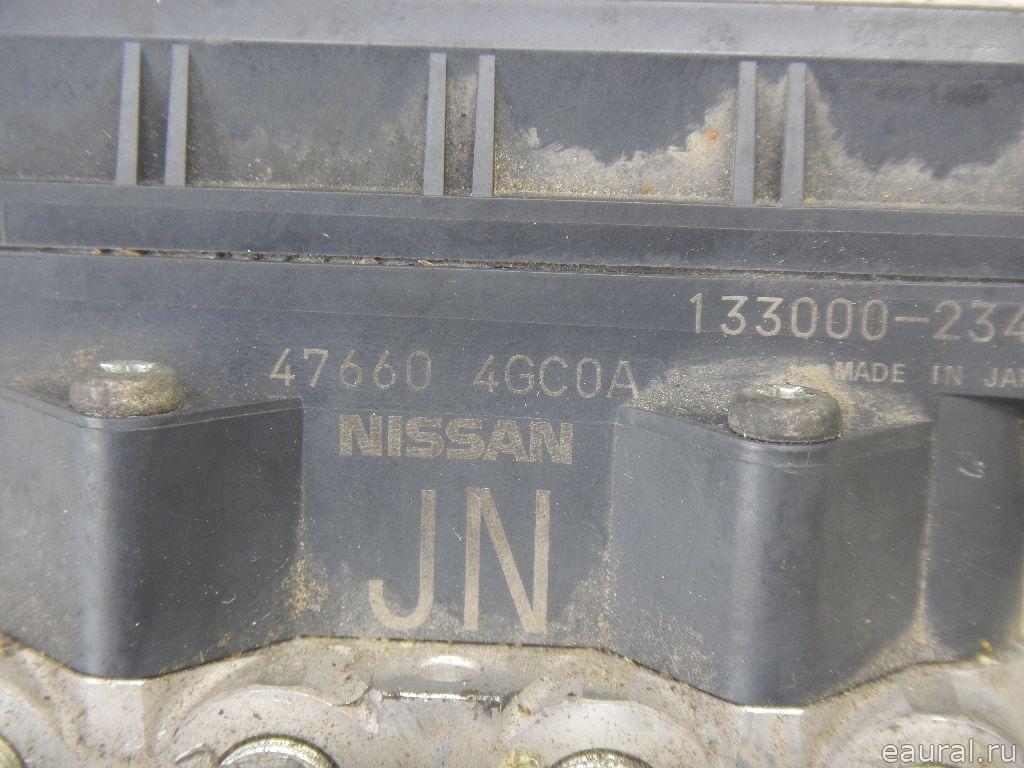 133000-234
47660 4GC0A
MADE IN JA
NISSAN
JN
eaural.ru